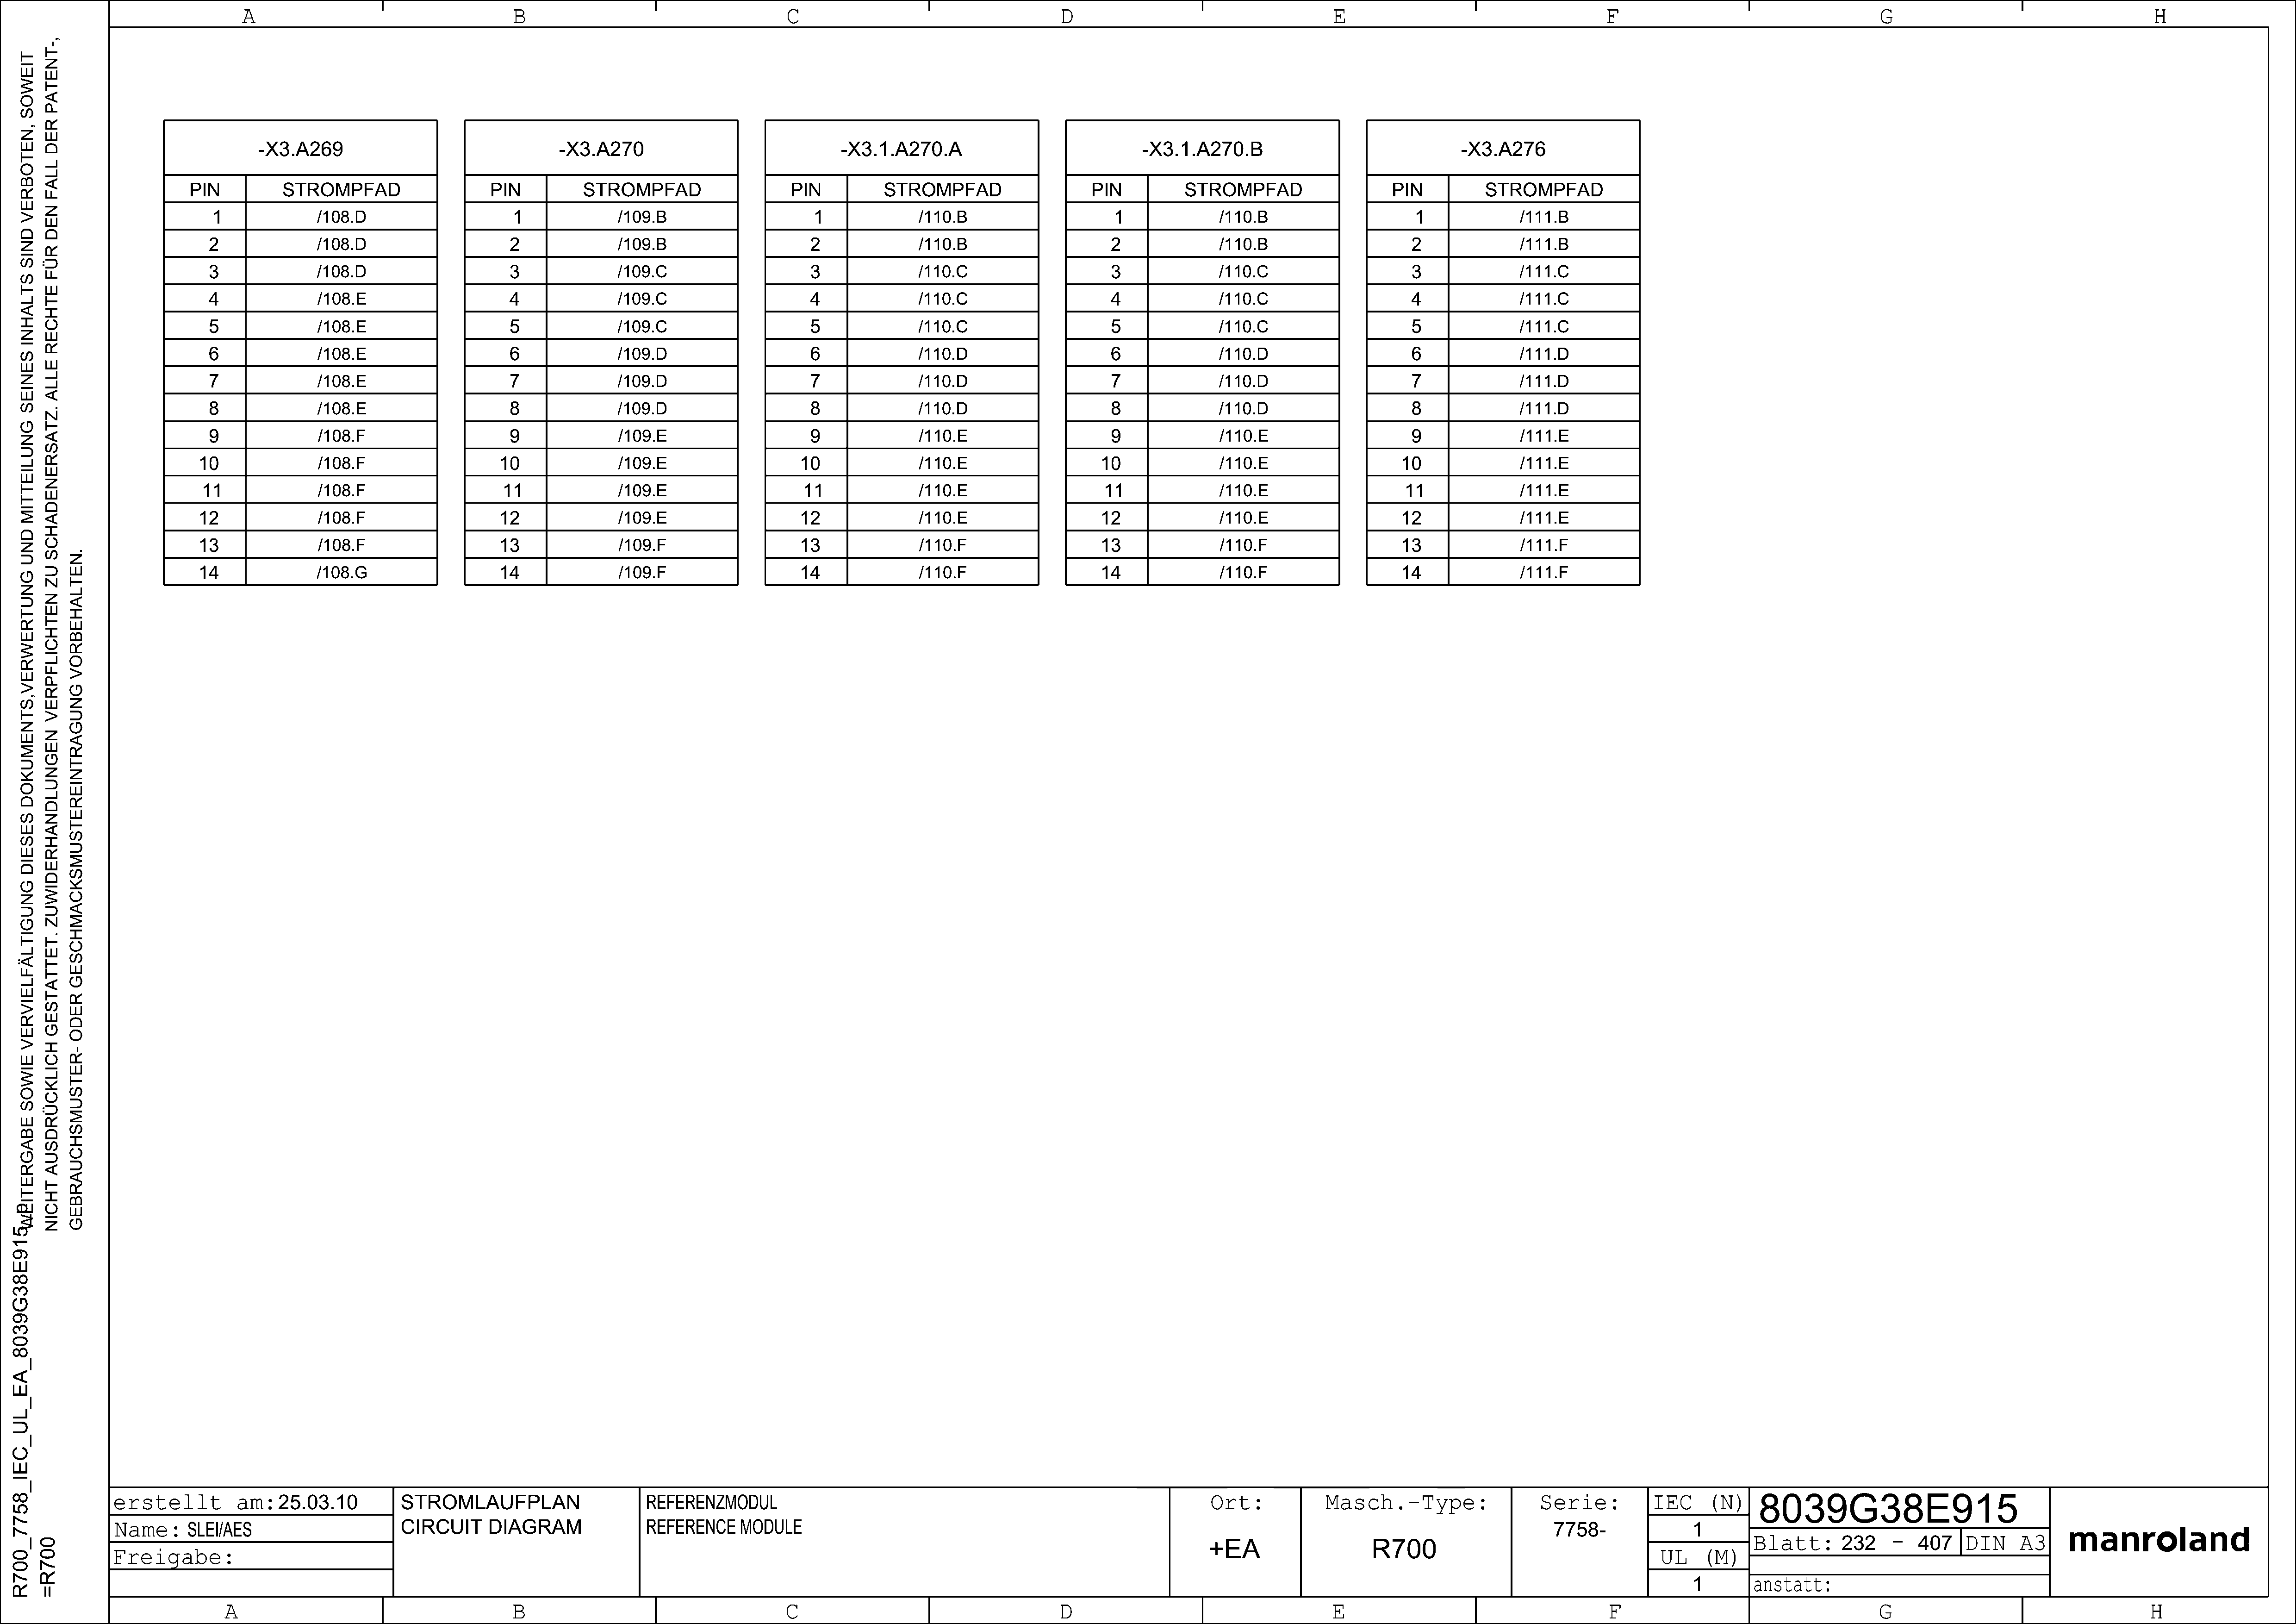 A B C D E F G H
-X3.A269 -X3.A270 -X3.1.A270.A -X3.1.A270.B -X3.A276
PIN STROMPFAD PIN STROMPFAD PIN STROMPFAD PIN STROMPFAD PIN STROMPFAD
1 /108.D 1 /109.B 1 /110.B 1 /110.B 1 /111.B
2 /108.D 2 /109.B 2 /110.B 2 /110.B 2 /111.B
3 /108.D 3 /109.C 3 /110.C 3 /110.C 3 /111.C
4 /108.E 4 /109.C 4 /110.C 4 /110.C 4 /111.C
5 /108.E 5 /109.C 5 /110.C 5 /110.C 5 /111.C
6 /108.E 6 /109.D 6 /110.D 6 /110.D 6 /111.D
7 /108.E 7 /109.D 7 /110.D 7 /110.D 7 /111.D
8 /108.E 8 /109.D 8 /110.D 8 /110.D 8 /111.D
9 /108.F 9 /109.E 9 /110.E 9 /110.E 9 /111.E
10 /108.F 10 /109.E 10 /110.E 10 /110.E 10 /111.E
11 /108.F 11 /109.E 11 /110.E 11 /110.E 11 /111.E
12 /108.F 12 /109.E 12 /110.E 12 /110.E 12 /111.E
13 /108.F 13 /109.F 13 /110.F 13 /110.F 13 /111.F
14 /108.G 14 /109.F 14 /110.F 14 /110.F 14 /111.F
WEITERGABE SOWIE VERVIELFÄLTIGUNG DIESES DOKUMENTS,VERWERTUNG UND MITTEILUNG SEINES INHALTS SIND VERBOTEN, SOWEIT
NICHT AUSDRÜCKLICH GESTATTET. ZUWIDERHANDLUNGEN VERPFLICHTEN ZU SCHADENERSATZ. ALLE RECHTE FÜR DEN FALL DER PATENT-,
GEBRAUCHSMUSTER- ODER GESCHMACKSMUSTEREINTRAGUNG VORBEHALTEN.
R700_7758_IEC_UL_EA_8039G38E915_
=R700
erstellt am: 25.03.10
Name: SLEI/AES
Freigabe:
STROMLAUFPLAN
CIRCUIT DIAGRAM
REFERENZMODUL
REFERENCE MODULE
Ort:
+EA
Masch.-Type:
R700
Serie:
7758-
IEC (N)
1
UL (M)
1
8039G38E915
Blatt: 232 - 407 DIN A3
anstatt:
manroland
A B C D E F G H